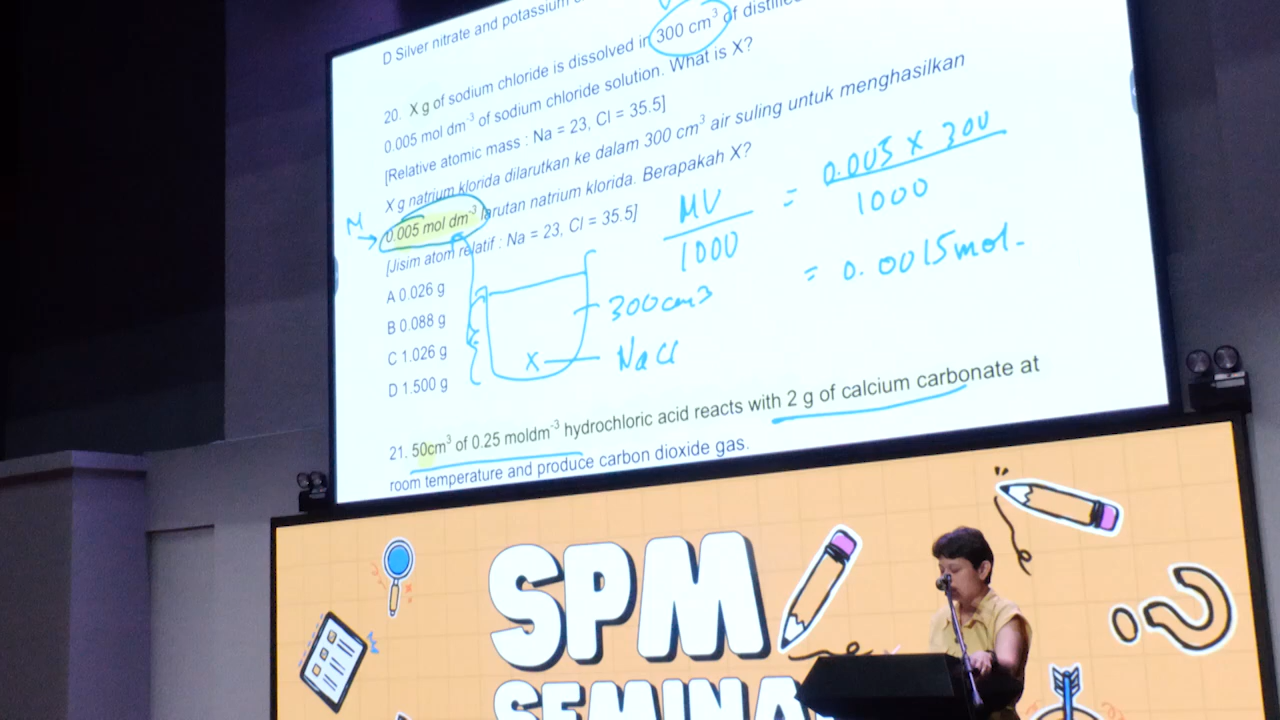 D Silver nitrate and potassium
20. X g of sodium chloride is dissolved in 300 cm³ of distilled
0.005 mol dm⁻³ of sodium chloride solution. What is X?
[Relative atomic mass : Na = 23, Cl = 35.5]
X g natrium klorida dilarutkan ke dalam 300 cm³ air suling untuk menghasilkan
0.005 mol dm⁻³ larutan natrium klorida. Berapakah X?
[Jisim atom relatif : Na = 23, Cl = 35.5]
A 0.026 g
B 0.088 g
C 1.026 g
D 1.500 g
M
MV
1000
= 0.005 x 300
1000
= 0.0015 mol.
300cm3
X
NaCl
21. 50cm³ of 0.25 moldm⁻³ hydrochloric acid reacts with 2 g of calcium carbonate at
room temperature and produce carbon dioxide gas.
SPM